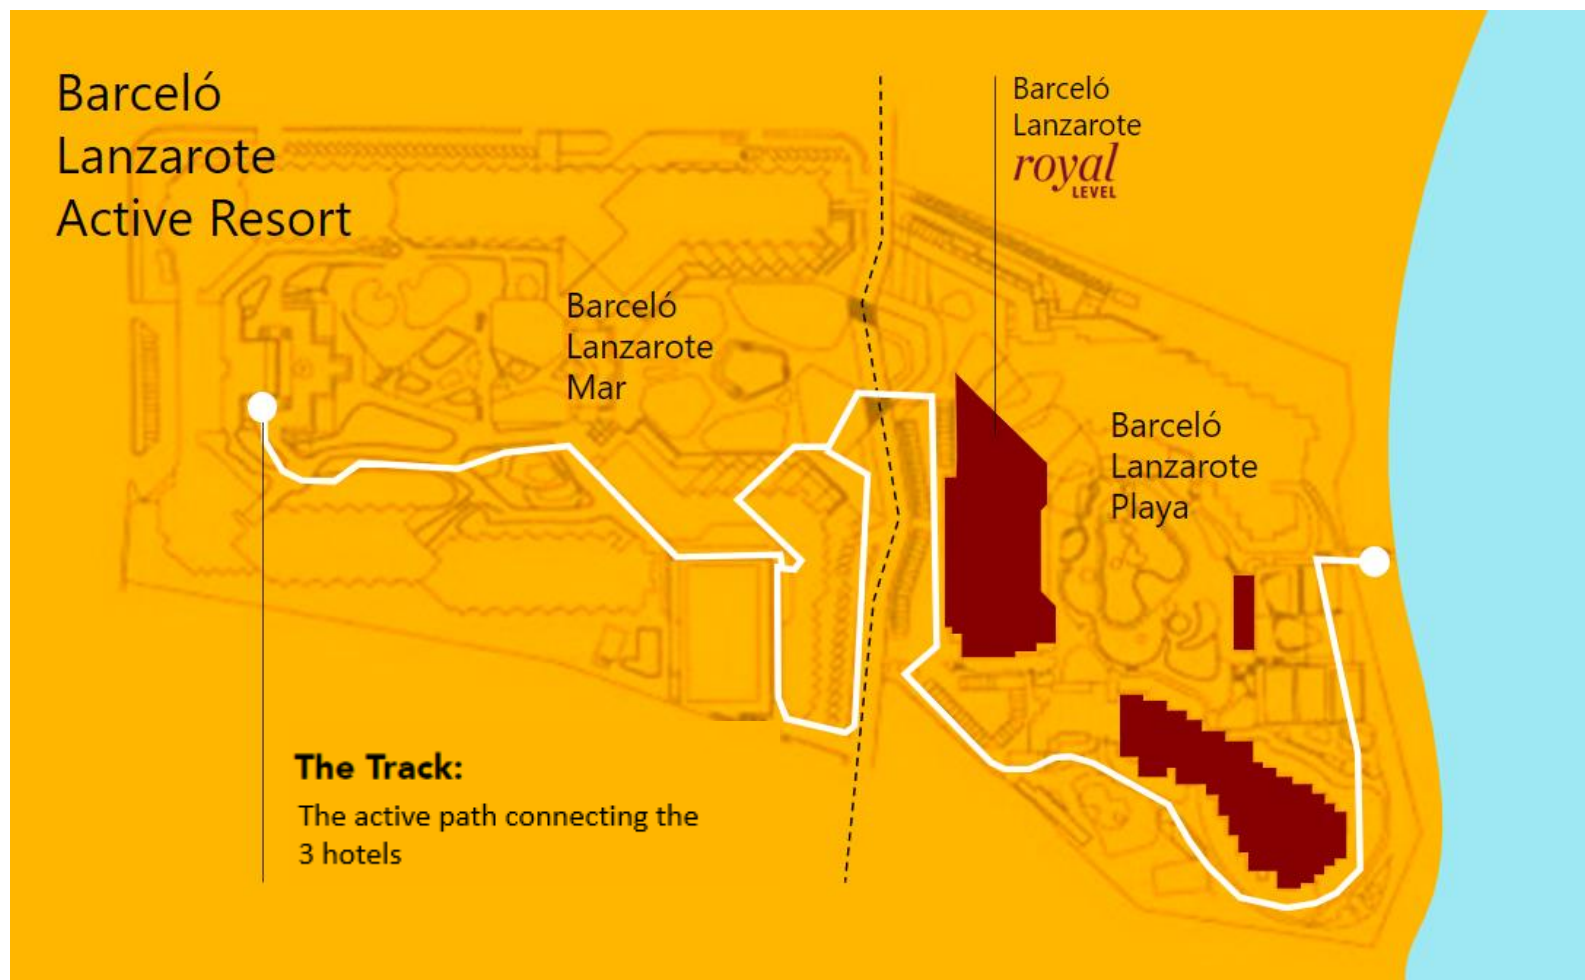 Barceló
Lanzarote
Active Resort
Barceló
Lanzarote
royal
LEVEL
Barceló
Lanzarote
Mar
Barceló
Lanzarote
Playa
The Track:
The active path connecting the
3 hotels